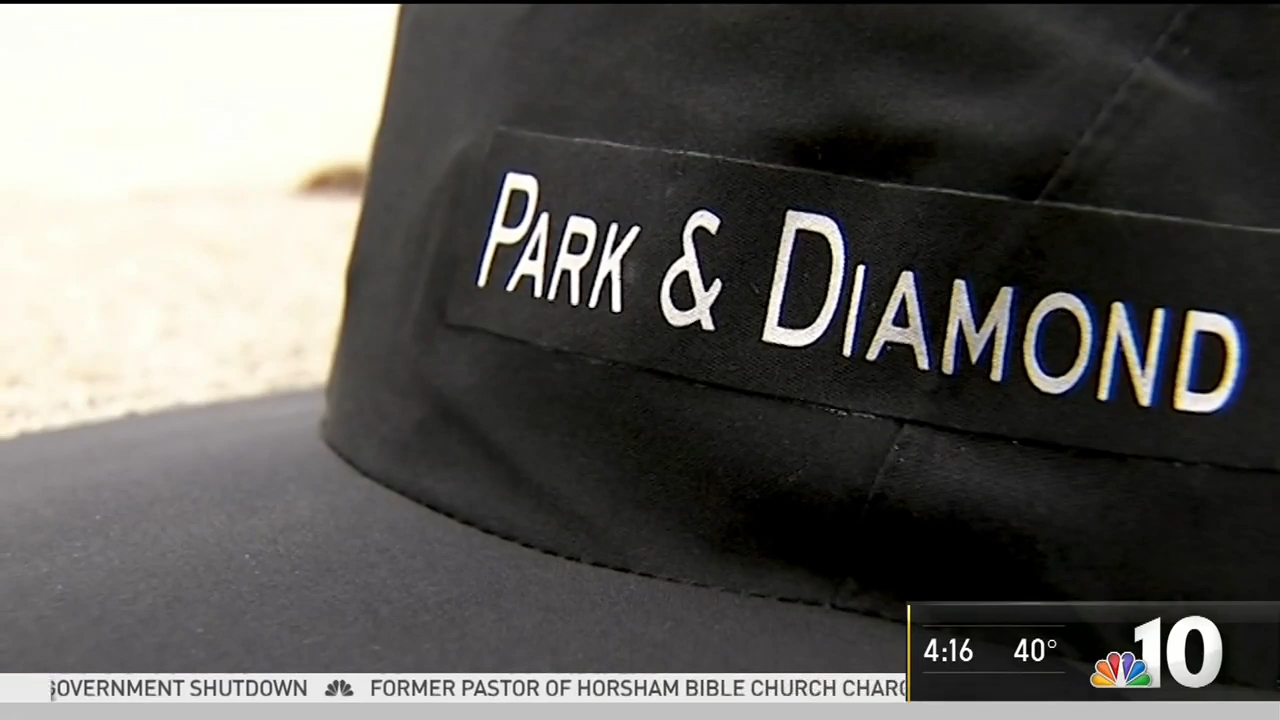 PARK & DIAMOND
4:16 40° 10
GOVERNMENT SHUTDOWN FORMER PASTOR OF HORSHAM BIBLE CHURCH